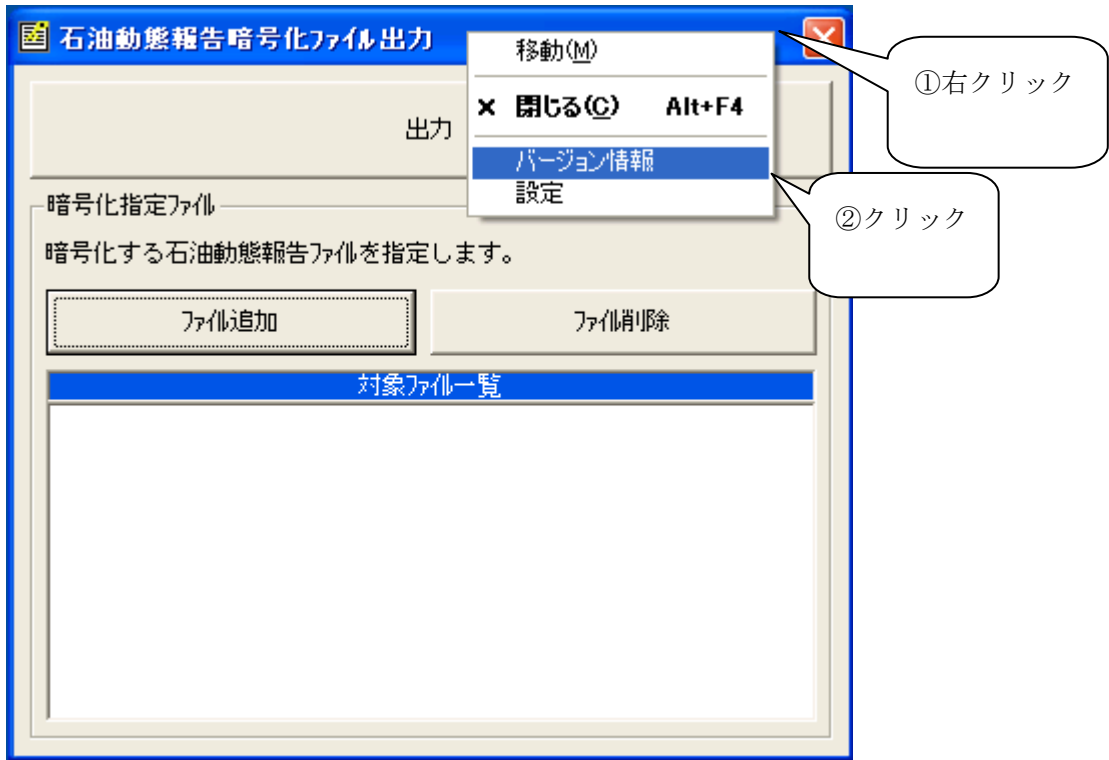 石油動態報告暗号化ﾌｧｲﾙ出力
移動(M)
× 閉じる(C) Alt+F4
バージョン情報
設定
①右クリック
②クリック
出力
暗号化指定ﾌｧｲﾙ
暗号化する石油動態報告ﾌｧｲﾙを指定します。
ﾌｧｲﾙ追加
ﾌｧｲﾙ削除
対象ﾌｧｲﾙ一覧